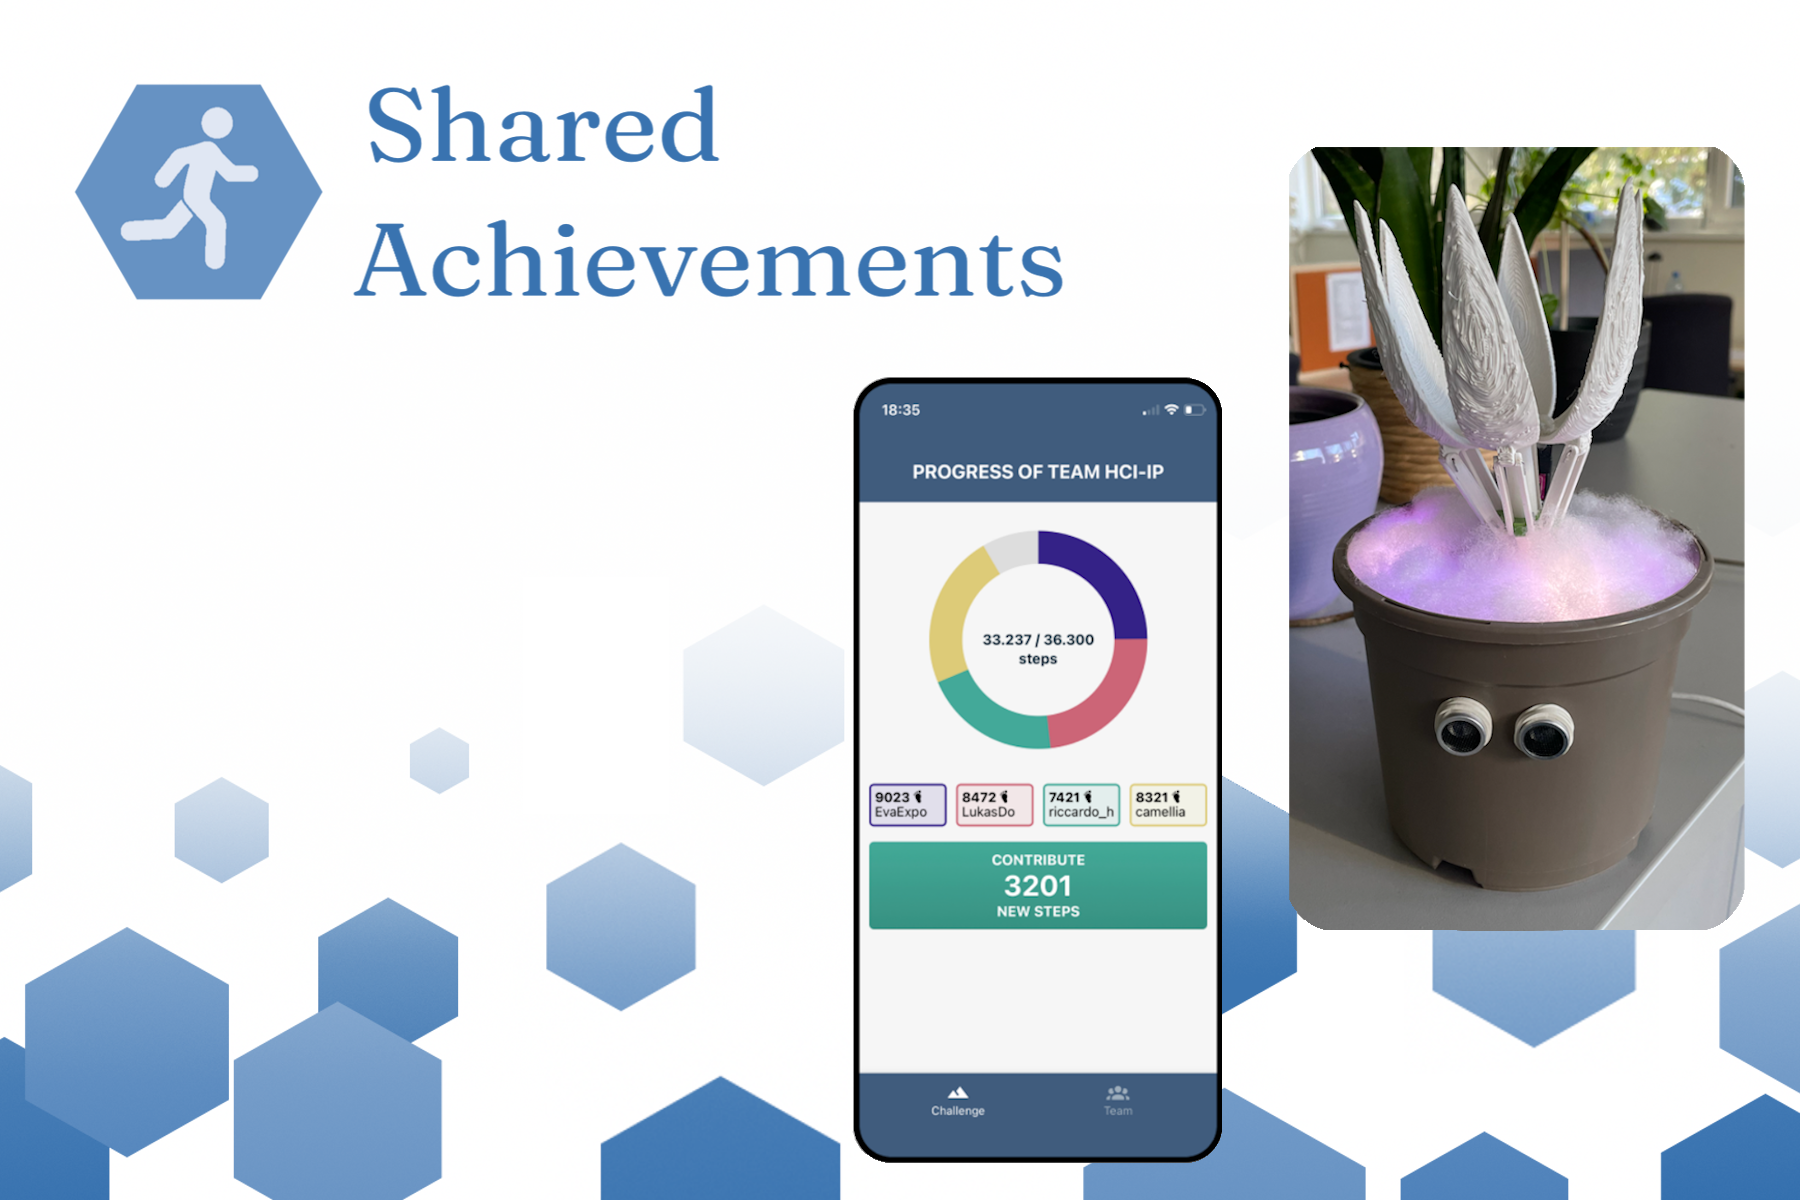 Shared
Achievements
18:35
PROGRESS OF TEAM HCI-IP
33.237 / 36.300
steps
9023
EvaExpo
8472
LukasDo
7421
riccardo_h
8321
camellia
CONTRIBUTE
3201
NEW STEPS
Challenge
Team